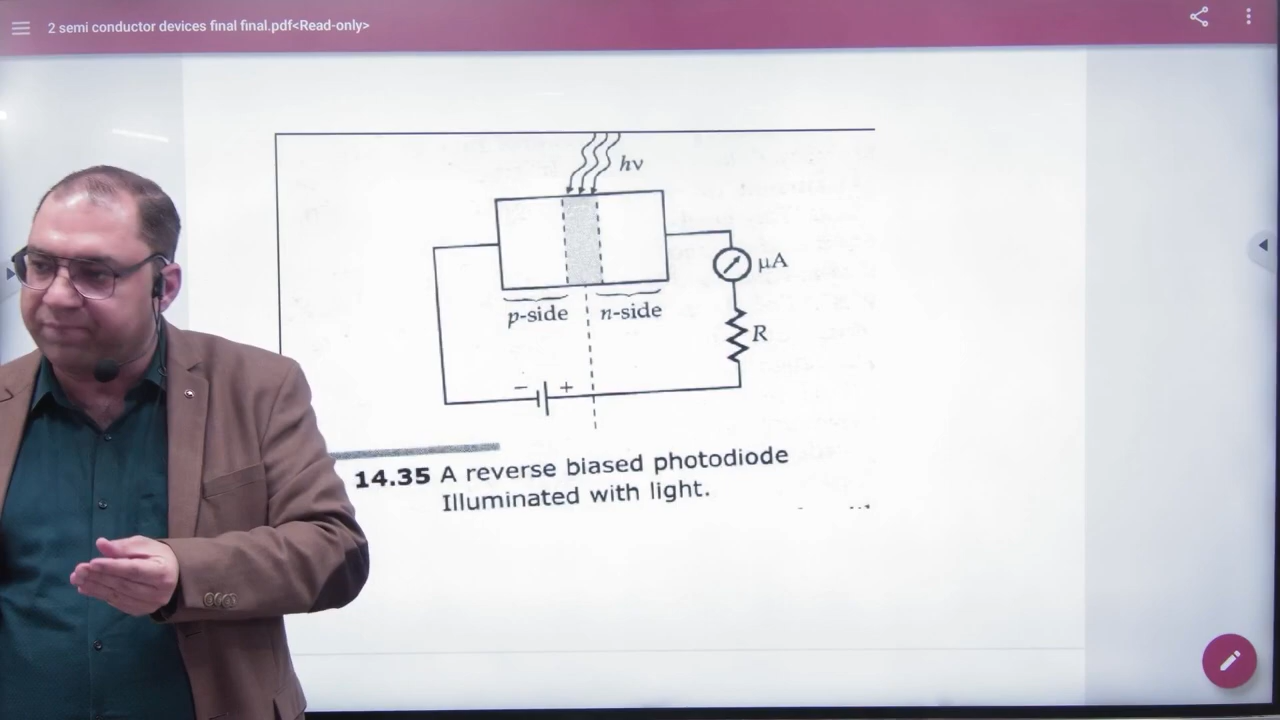 2 semi conductor devices final final.pdf<Read-only>
hν
μA
p-side n-side
R
− +
14.35 A reverse biased photodiode
Illuminated with light.